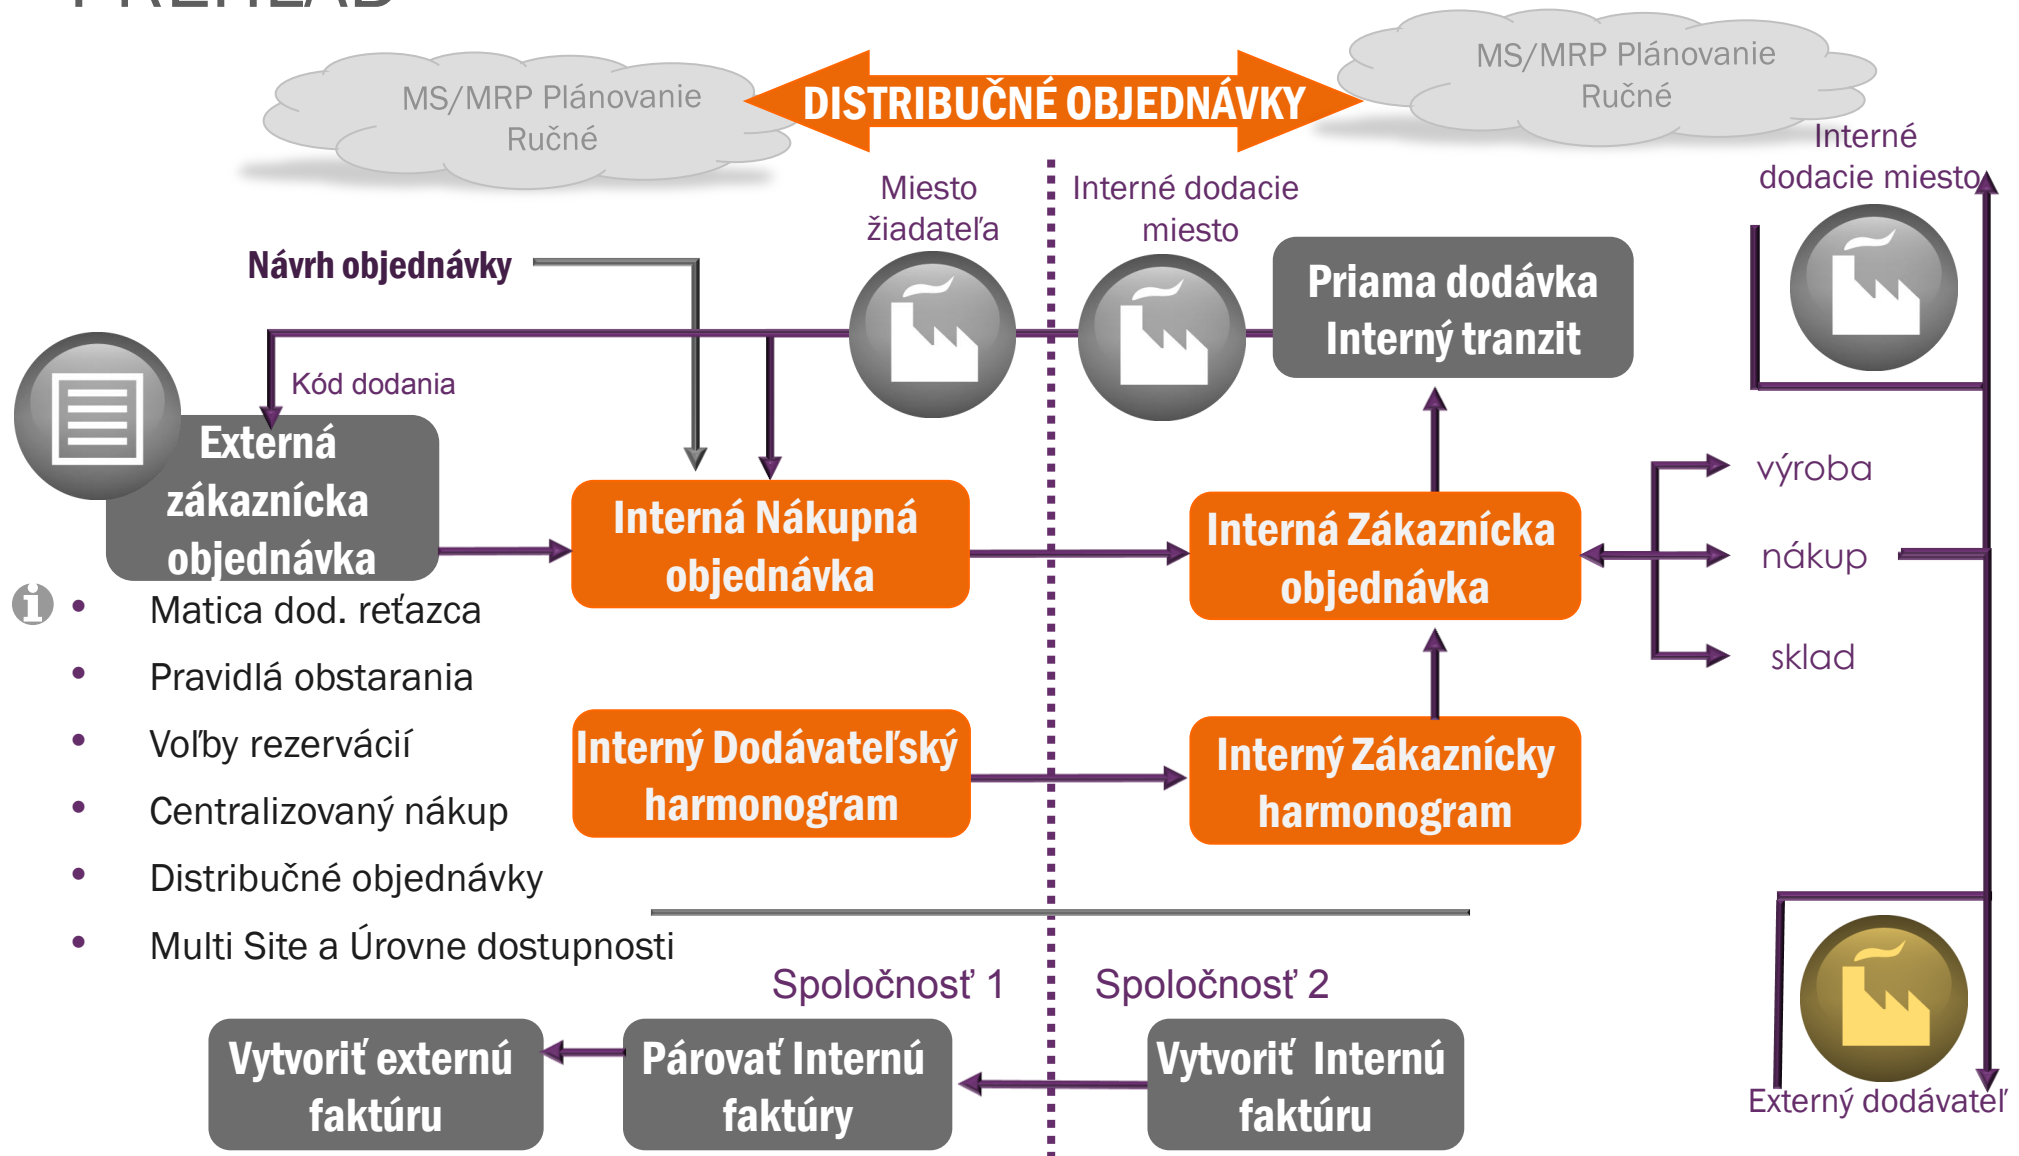 PREHĽAD
MS/MRP Plánovanie
Ručné
DISTRIBUČNÉ OBJEDNÁVKY
MS/MRP Plánovanie
Ručné
Interné
dodacie miesto
Miesto
žiadateľa
Interné dodacie
miesto
Návrh objednávky
Priama dodávka
Interný tranzit
Kód dodania
Externá
zákaznícka
objednávka
Interná Nákupná
objednávka
Interná Zákaznícka
objednávka
výroba
nákup
sklad
• Matica dod. reťazca
• Pravidlá obstarania
• Voľby rezervácií
• Centralizovaný nákup
• Distribučné objednávky
• Multi Site a Úrovne dostupnosti
Interný Dodávateľský
harmonogram
Interný Zákaznícky
harmonogram
Spoločnosť 1
Spoločnosť 2
Vytvoriť externú
faktúru
Párovať Internú
faktúry
Vytvoriť Internú
faktúru
Externý dodávateľ